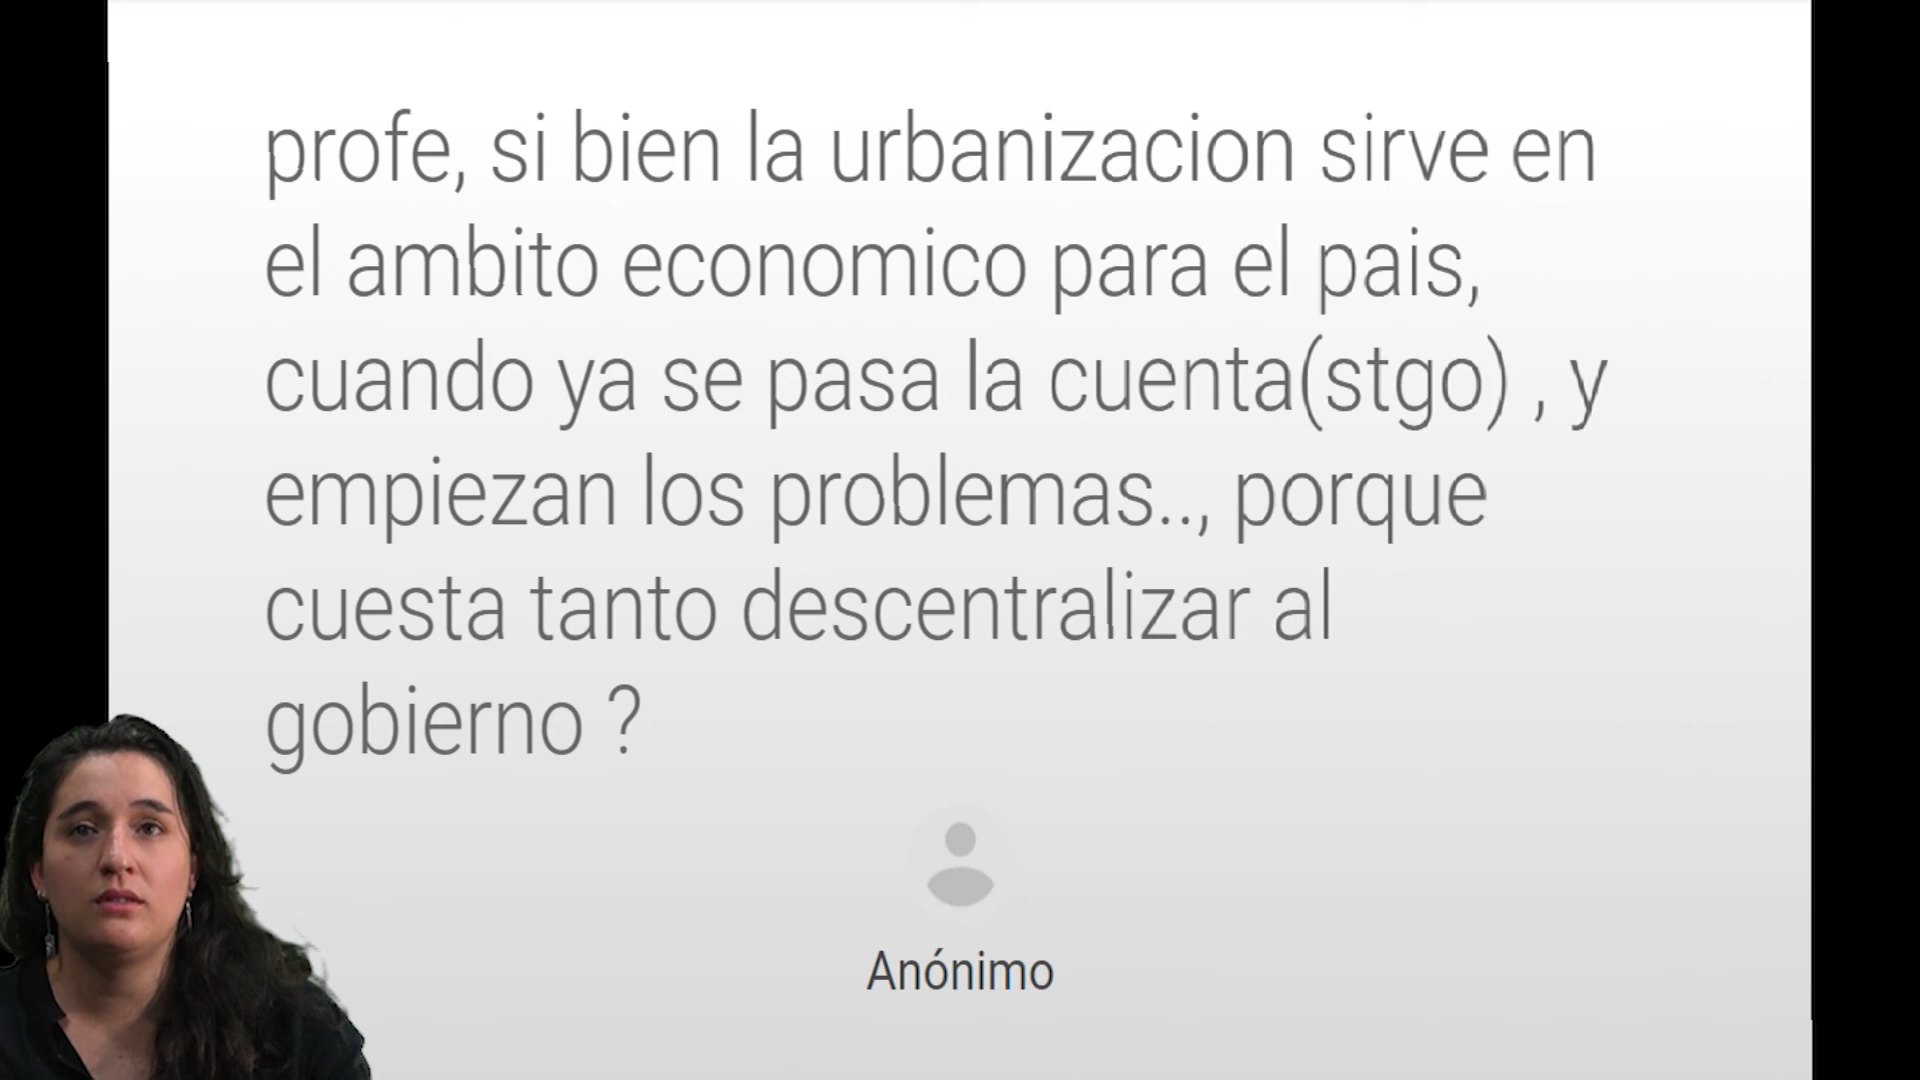 profe, si bien la urbanizacion sirve en
el ambito economico para el pais,
cuando ya se pasa la cuenta(stgo) , y
empiezan los problemas.., porque
cuesta tanto descentralizar al
gobierno ?
Anónimo